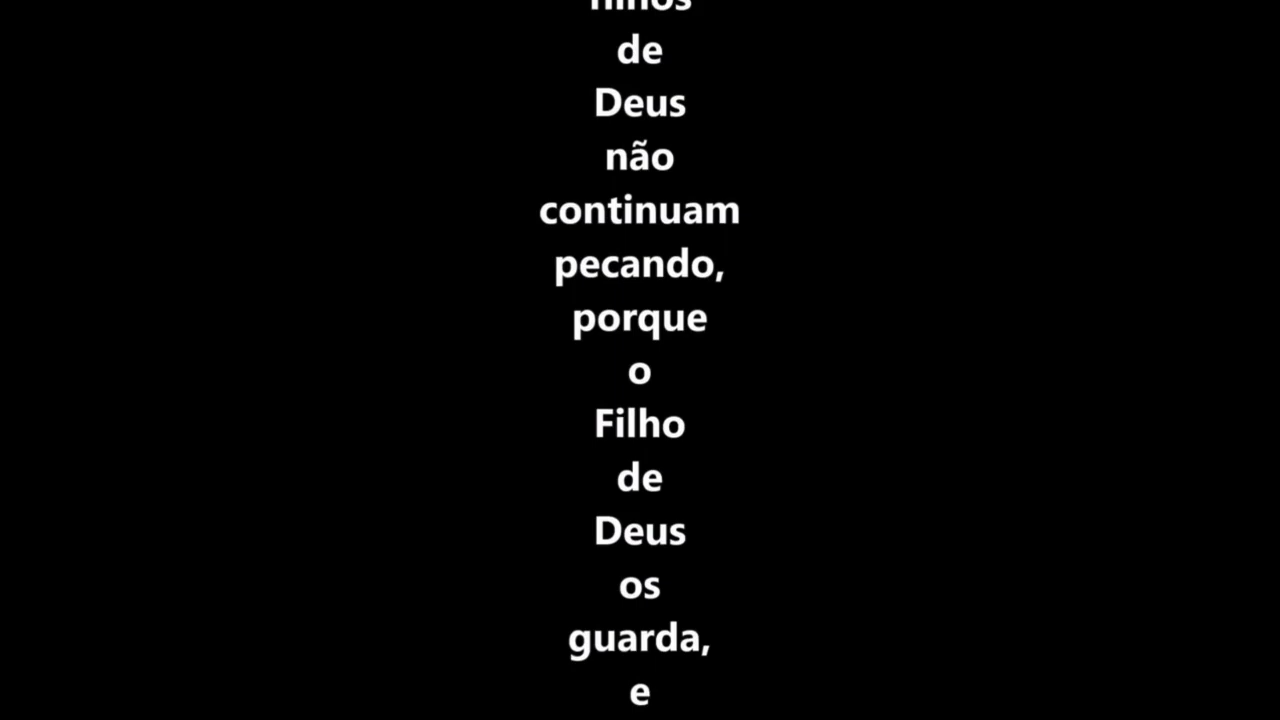 de
Deus
não
continuam
pecando,
porque
o
Filho
de
Deus
os
guarda,
e